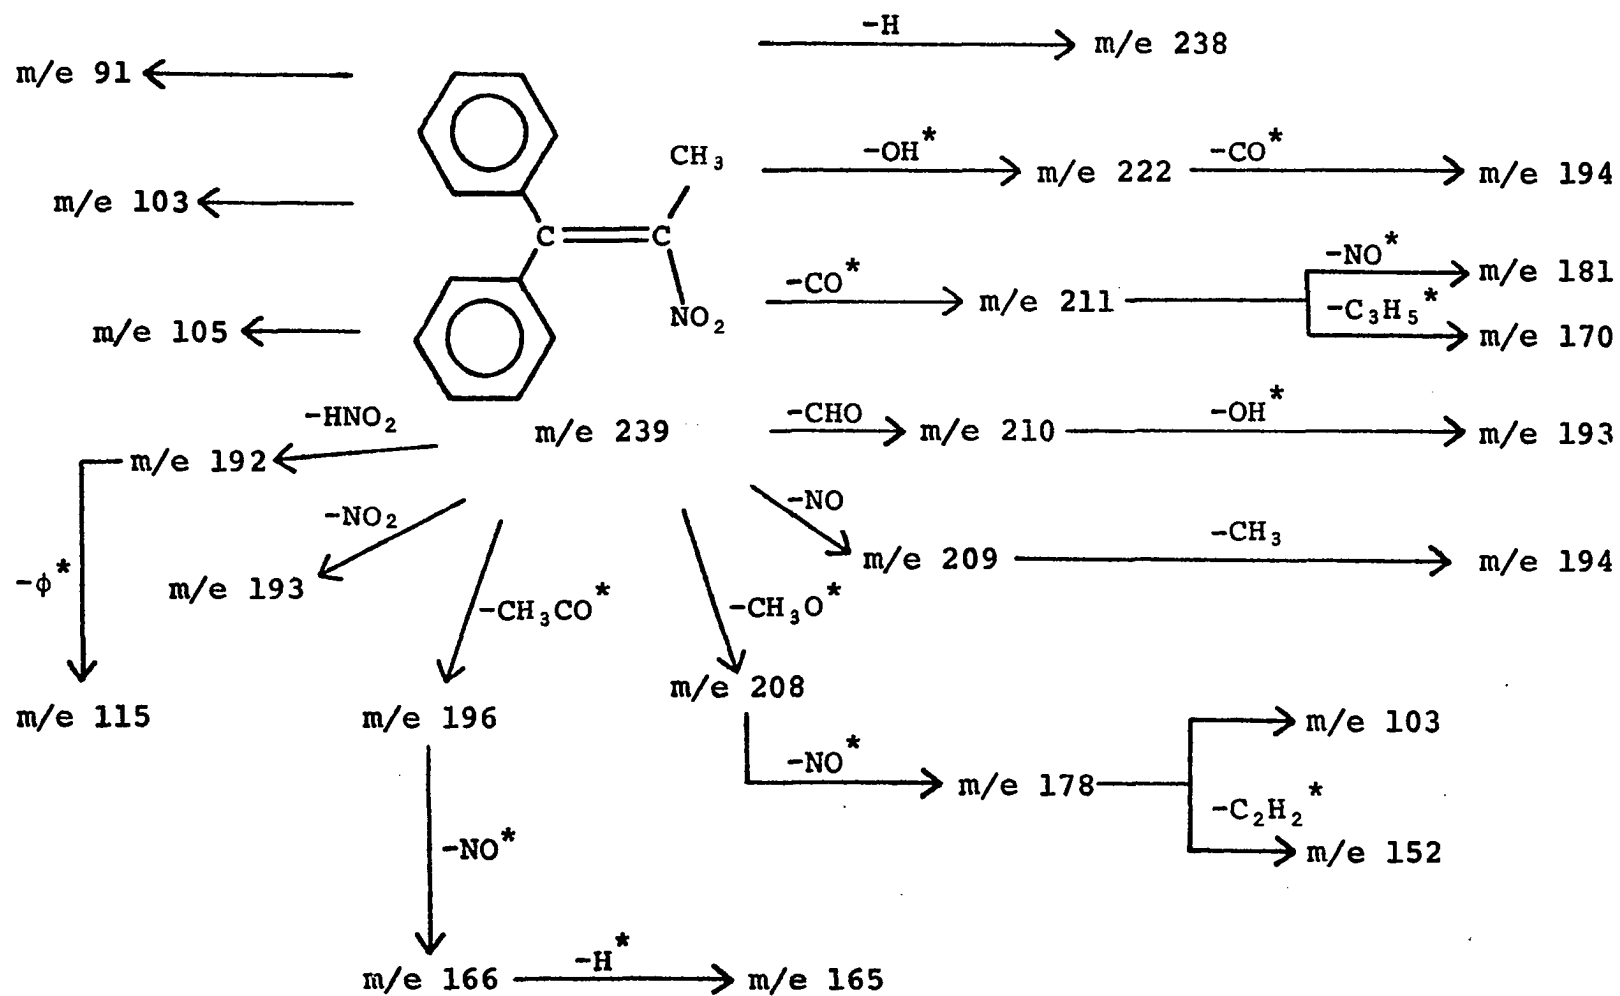 -H
m/e 238
m/e 91
CH₃
-OH*
m/e 222
-CO*
m/e 194
m/e 103
C
C
-NO*
m/e 181
-CO*
m/e 211
-C₃H₅*
m/e 105
NO₂
m/e 170
-HNO₂
m/e 239
-CHO
m/e 210
-OH*
m/e 193
m/e 192
-NO₂
-NO
-CH₃
m/e 209
m/e 194
-φ*
m/e 193
-CH₃CO*
-CH₃O*
m/e 208
m/e 115
m/e 196
m/e 103
-NO*
m/e 178
-C₂H₂*
-NO*
m/e 152
-H*
m/e 166
m/e 165